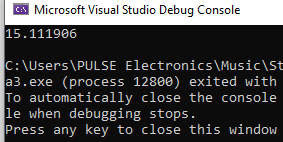 Microsoft Visual Studio Debug Console
15.111906
C:\Users\PULSE Electronics\Music\St
a3.exe (process 12800) exited with
To automatically close the console
le when debugging stops.
Press any key to close this window